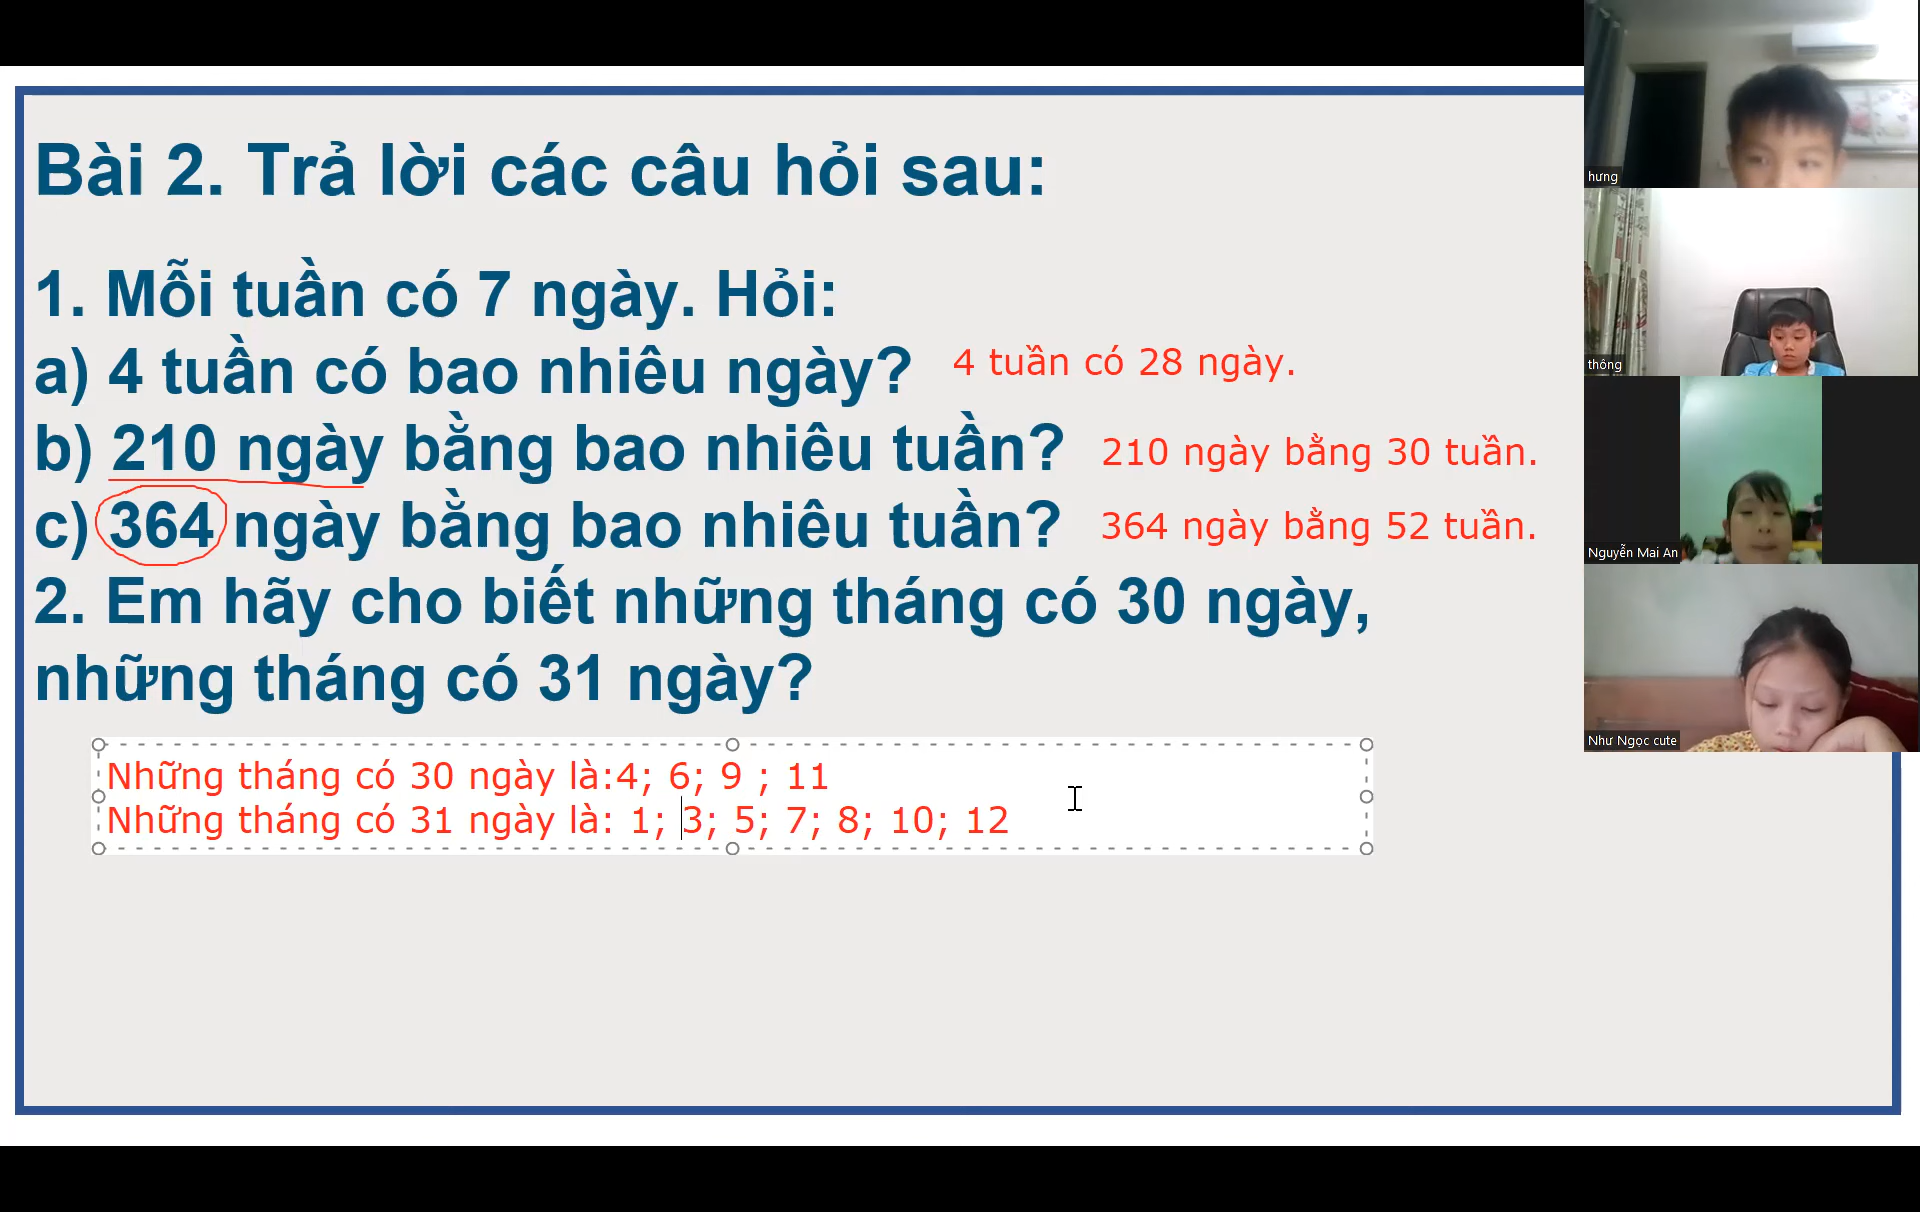 Bài 2. Trả lời các câu hỏi sau:
1. Mỗi tuần có 7 ngày. Hỏi:
a) 4 tuần có bao nhiêu ngày? 4 tuần có 28 ngày.
b) 210 ngày bằng bao nhiêu tuần? 210 ngày bằng 30 tuần.
c) 364 ngày bằng bao nhiêu tuần? 364 ngày bằng 52 tuần.
2. Em hãy cho biết những tháng có 30 ngày,
những tháng có 31 ngày?
Những tháng có 30 ngày là:4; 6; 9 ; 11
Những tháng có 31 ngày là: 1; 3; 5; 7; 8; 10; 12
hưng
thông
Nguyễn Mai An
Như Ngọc cute